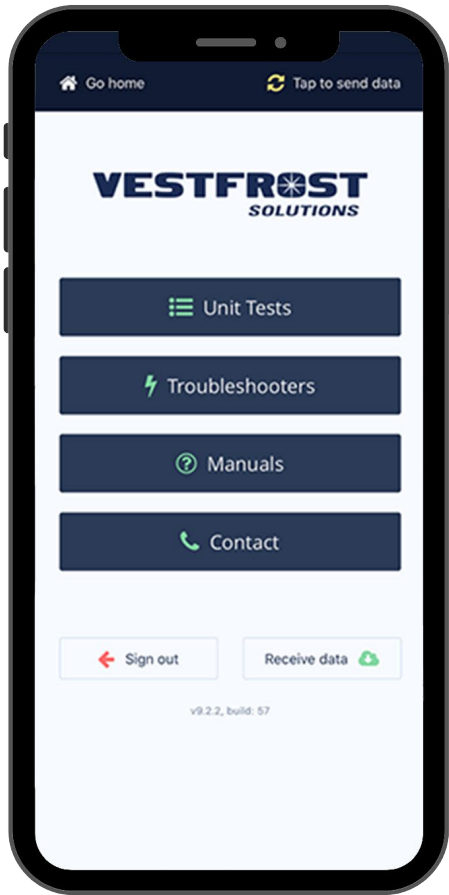 Go home
Tap to send data
VESTFROST
SOLUTIONS
Unit Tests
Troubleshooters
Manuals
Contact
Sign out
Receive data
v9.2.2, build: 57